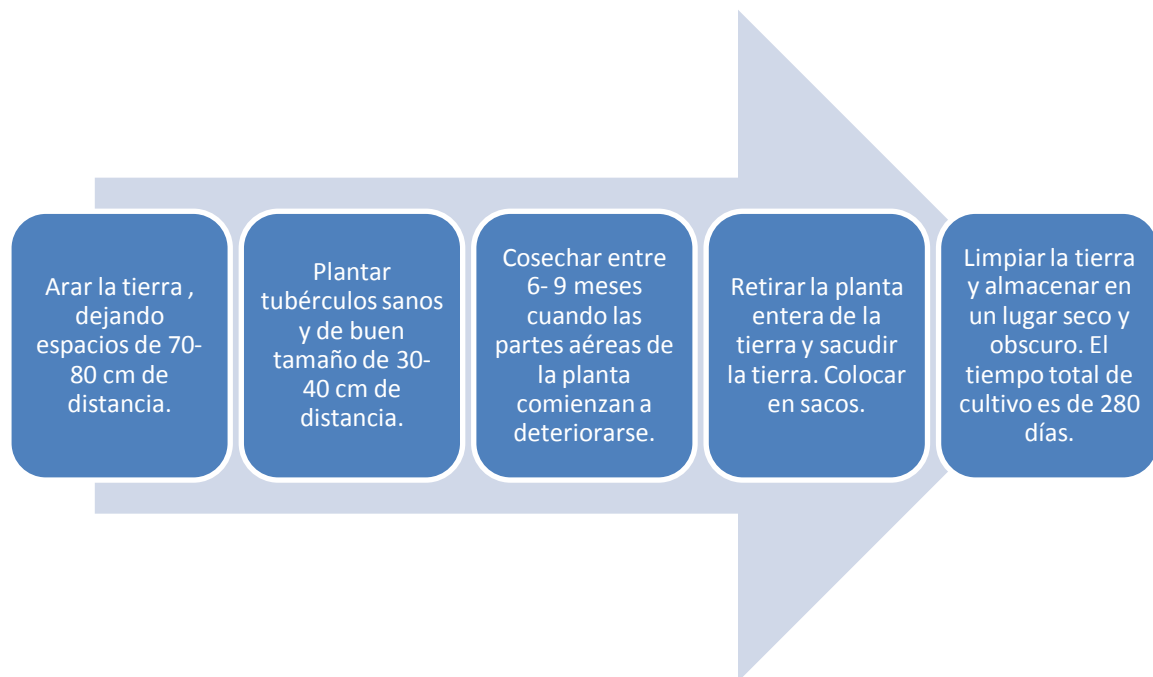 Arar la tierra ,
dejando
espacios de 70-
80 cm de
distancia.
Plantar
tubérculos sanos
y de buen
tamaño de 30-
40 cm de
distancia.
Cosechar entre
6- 9 meses
cuando las
partes aéreas de
la planta
comienzan a
deteriorarse.
Retirar la planta
entera de la
tierra y sacudir
la tierra. Colocar
en sacos.
Limpiar la tierra
y almacenar en
un lugar seco y
obscuro. El
tiempo total de
cultivo es de 280
días.